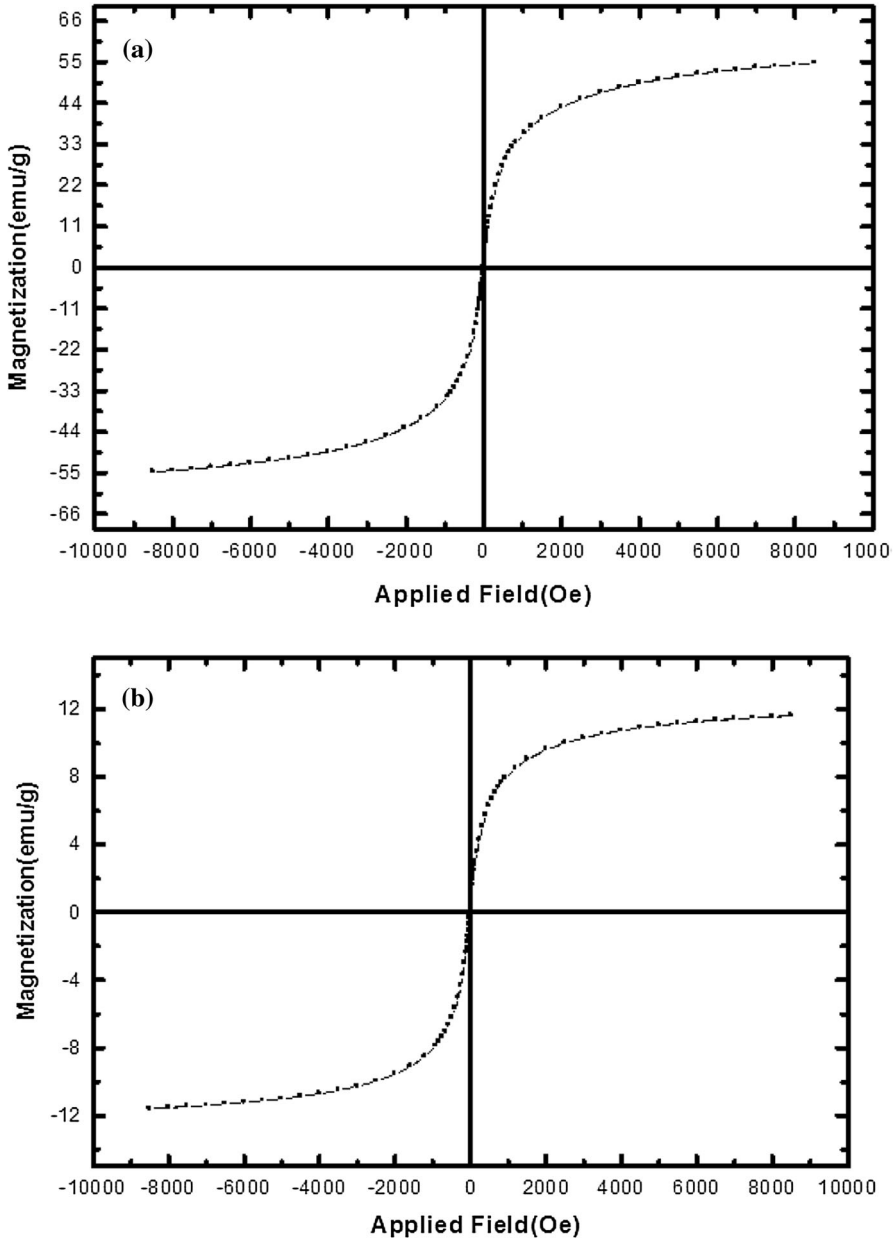 (a)
66
55
44
33
22
11
0
-11
-22
-33
-44
-55
-66
Magnetization(emu/g)
-10000 -8000 -6000 -4000 -2000 0 2000 4000 6000 8000 1000
Applied Field(Oe)
(b)
12
8
4
0
-4
-8
-12
Magnetization(emu/g)
-10000 -8000 -6000 -4000 -2000 0 2000 4000 6000 8000 10000
Applied Field(Oe)